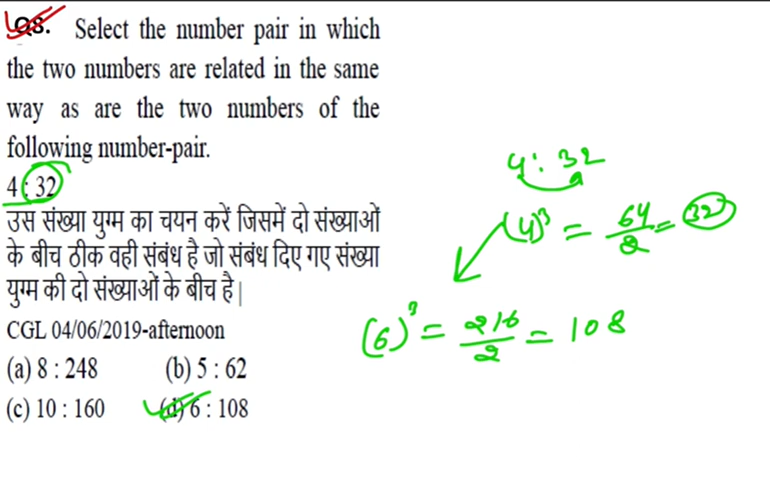 Q8. Select the number pair in which
the two numbers are related in the same
way as are the two numbers of the
following number-pair.
4 : 32
उस संख्या युग्म का चयन करें जिसमें दो संख्याओं
के बीच ठीक वही संबंध है जो संबंध दिए गए संख्या
युग्म की दो संख्याओं के बीच है|
CGL 04/06/2019-afternoon
(a) 8 : 248 (b) 5 : 62
(c) 10 : 160 (d) 6 : 108
4 : 32
(4)³ = 64/2 = 32
(6)³ = 216/2 = 108